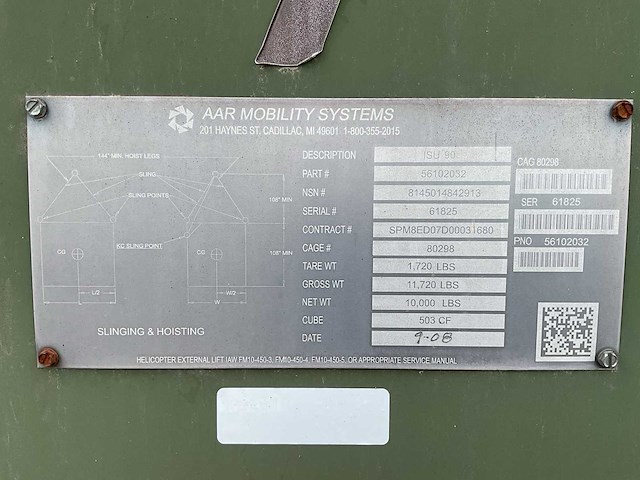 AAR MOBILITY SYSTEMS
201 HAYNES ST. CADILLAC, MI 49601 1-800-355-2015
144" MIN. HOIST LEGS
SLING
SLING POINTS
108" MIN
KC SLING POINT
CG
CG
108" MIN
L/2
L
W/2
W
SLINGING & HOISTING
DESCRIPTION ISU 90
PART # 56102032
NSN # 8145014842913
SERIAL # 61825
CONTRACT # SPM8ED07D0003 1680
CAGE # 80298
TARE WT 1,720 LBS
GROSS WT 11,720 LBS
NET WT 10,000 LBS
CUBE 503 CF
DATE 9-08
CAG 80298
SER 61825
PNO 56102032
HELICOPTER EXTERNAL LIFT IAW FM10-450-3, FM10-450-4, FM10-450-5, OR APPROPRIATE SERVICE MANUAL